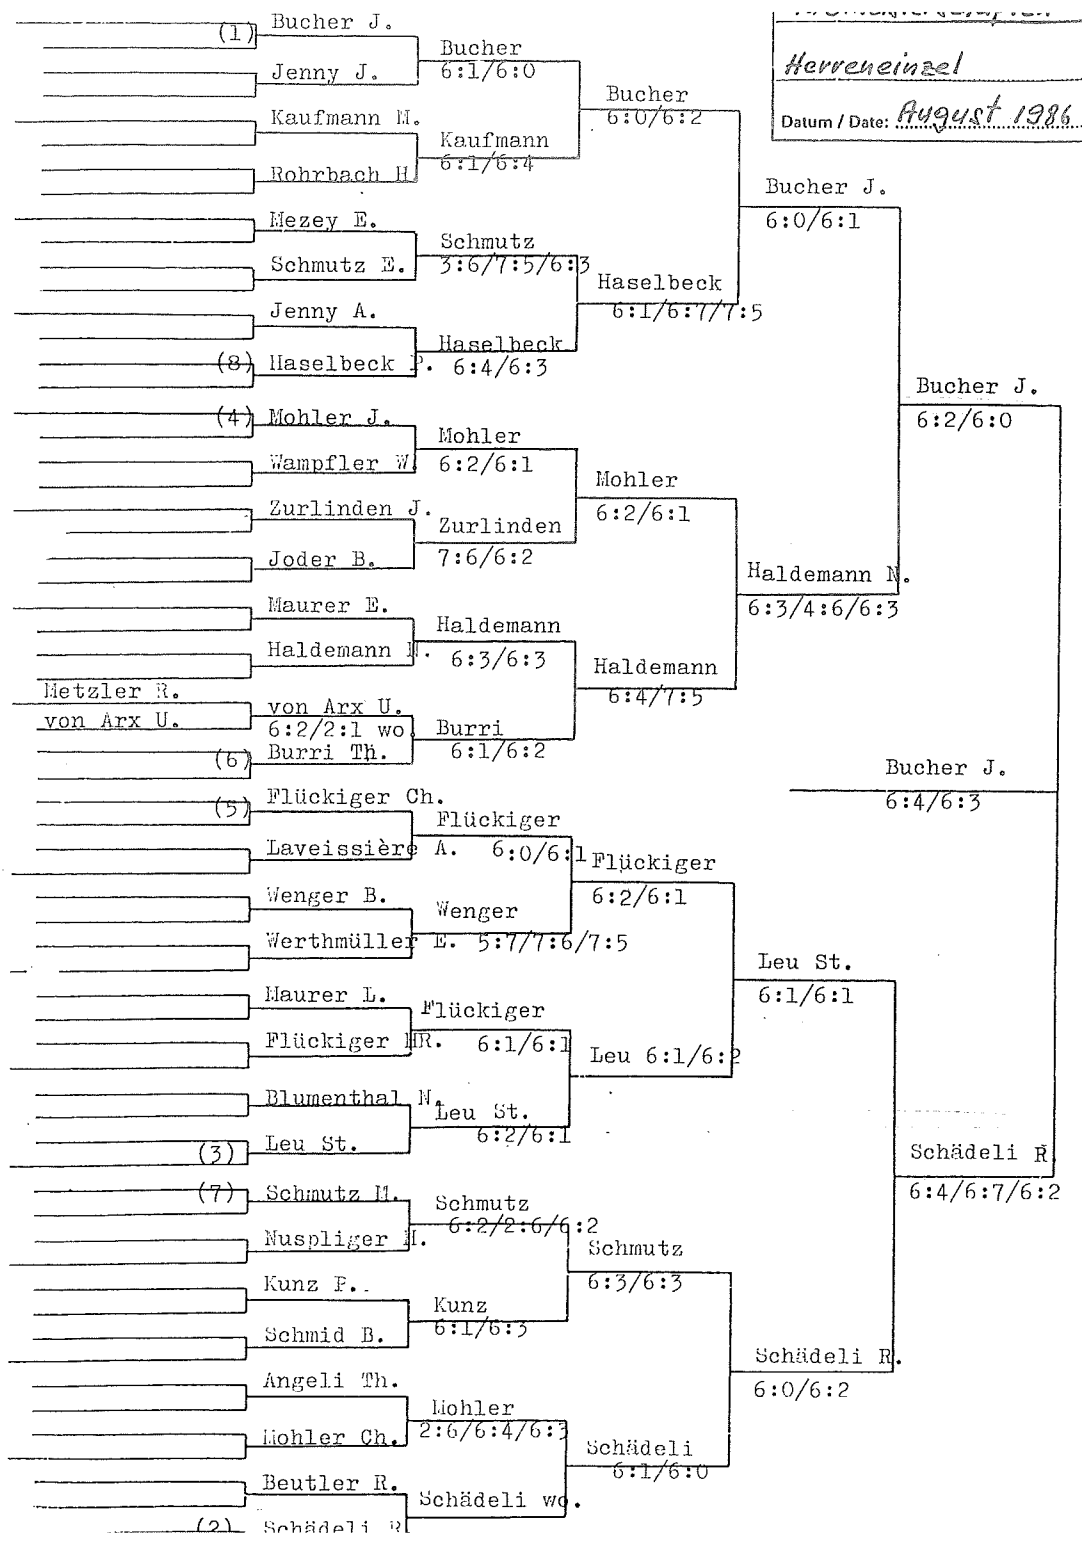 Herreneinzel
Datum / Date: August 1986
(1) Bucher J.
Jenny J.
Kaufmann M.
Rohrbach H
Mezey E.
Schmutz E.
Jenny A.
(8) Haselbeck P.
(4) Mohler J.
Wampfler W.
Zurlinden J.
Joder B.
Maurer E.
Haldemann N.
Metzler R.
von Arx U.
von Arx U.
6:2/2:1 wo
(6) Burri Th.
(5) Flückiger Ch.
Laveissière A.
Wenger B.
Werthmüller E.
Maurer L.
Flückiger HR.
Blumenthal N.
(3) Leu St.
(7) Schmutz M.
Nuspliger H.
Kunz P.
Schmid B.
Angeli Th.
Mohler Ch.
Beutler R.
(2) Schädeli R
Bucher
6:1/6:0
Kaufmann
6:1/6:4
Schmutz
3:6/7:5/6:3
Haselbeck
6:4/6:3
Mohler
6:2/6:1
Zurlinden
7:6/6:2
Haldemann
6:3/6:3
Burri
6:1/6:2
Flückiger
6:0/6:1
Wenger
5:7/7:6/7:5
Flückiger
6:1/6:1
Leu St.
6:2/6:1
Schmutz
6:2/2:6/6:2
Kunz
6:1/6:3
Mohler
2:6/6:4/6:3
Schädeli wo.
Bucher
6:0/6:2
Haselbeck
6:1/6:7/7:5
Mohler
6:2/6:1
Haldemann
6:4/7:5
Flückiger
6:2/6:1
Leu 6:1/6:2
Schmutz
6:3/6:3
Schädeli
6:1/6:0
Bucher J.
6:0/6:1
Haldemann N.
6:3/4:6/6:3
Leu St.
6:1/6:1
Schädeli R.
6:0/6:2
Bucher J.
6:2/6:0
Schädeli R
6:4/6:7/6:2
Bucher J.
6:4/6:3